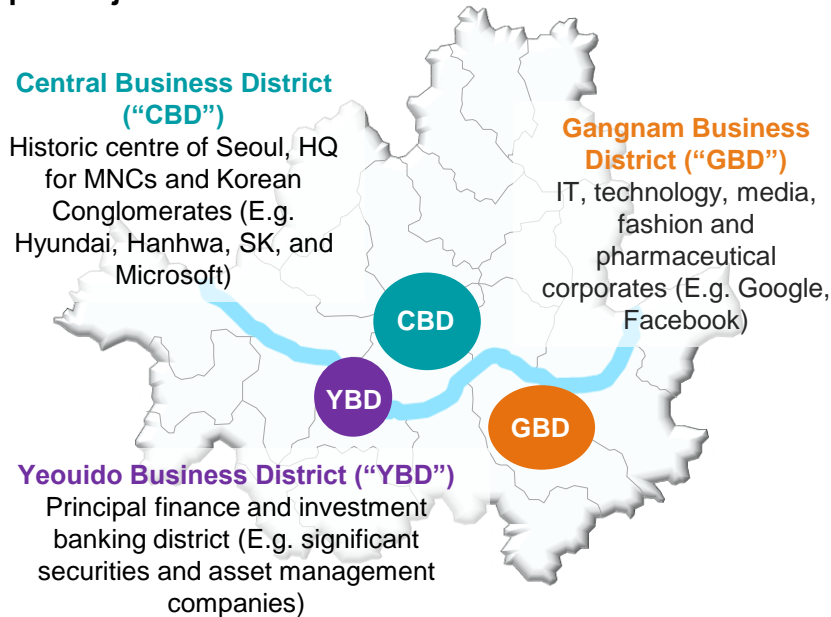 Central Business District
(“CBD”)
Historic centre of Seoul, HQ
for MNCs and Korean
Conglomerates (E.g.
Hyundai, Hanhwa, SK, and
Microsoft)
Gangnam Business
District (“GBD”)
IT, technology, media,
fashion and
pharmaceutical
corporates (E.g. Google,
Facebook)
CBD
YBD
GBD
Yeouido Business District (“YBD”)
Principal finance and investment
banking district (E.g. significant
securities and asset management
companies)